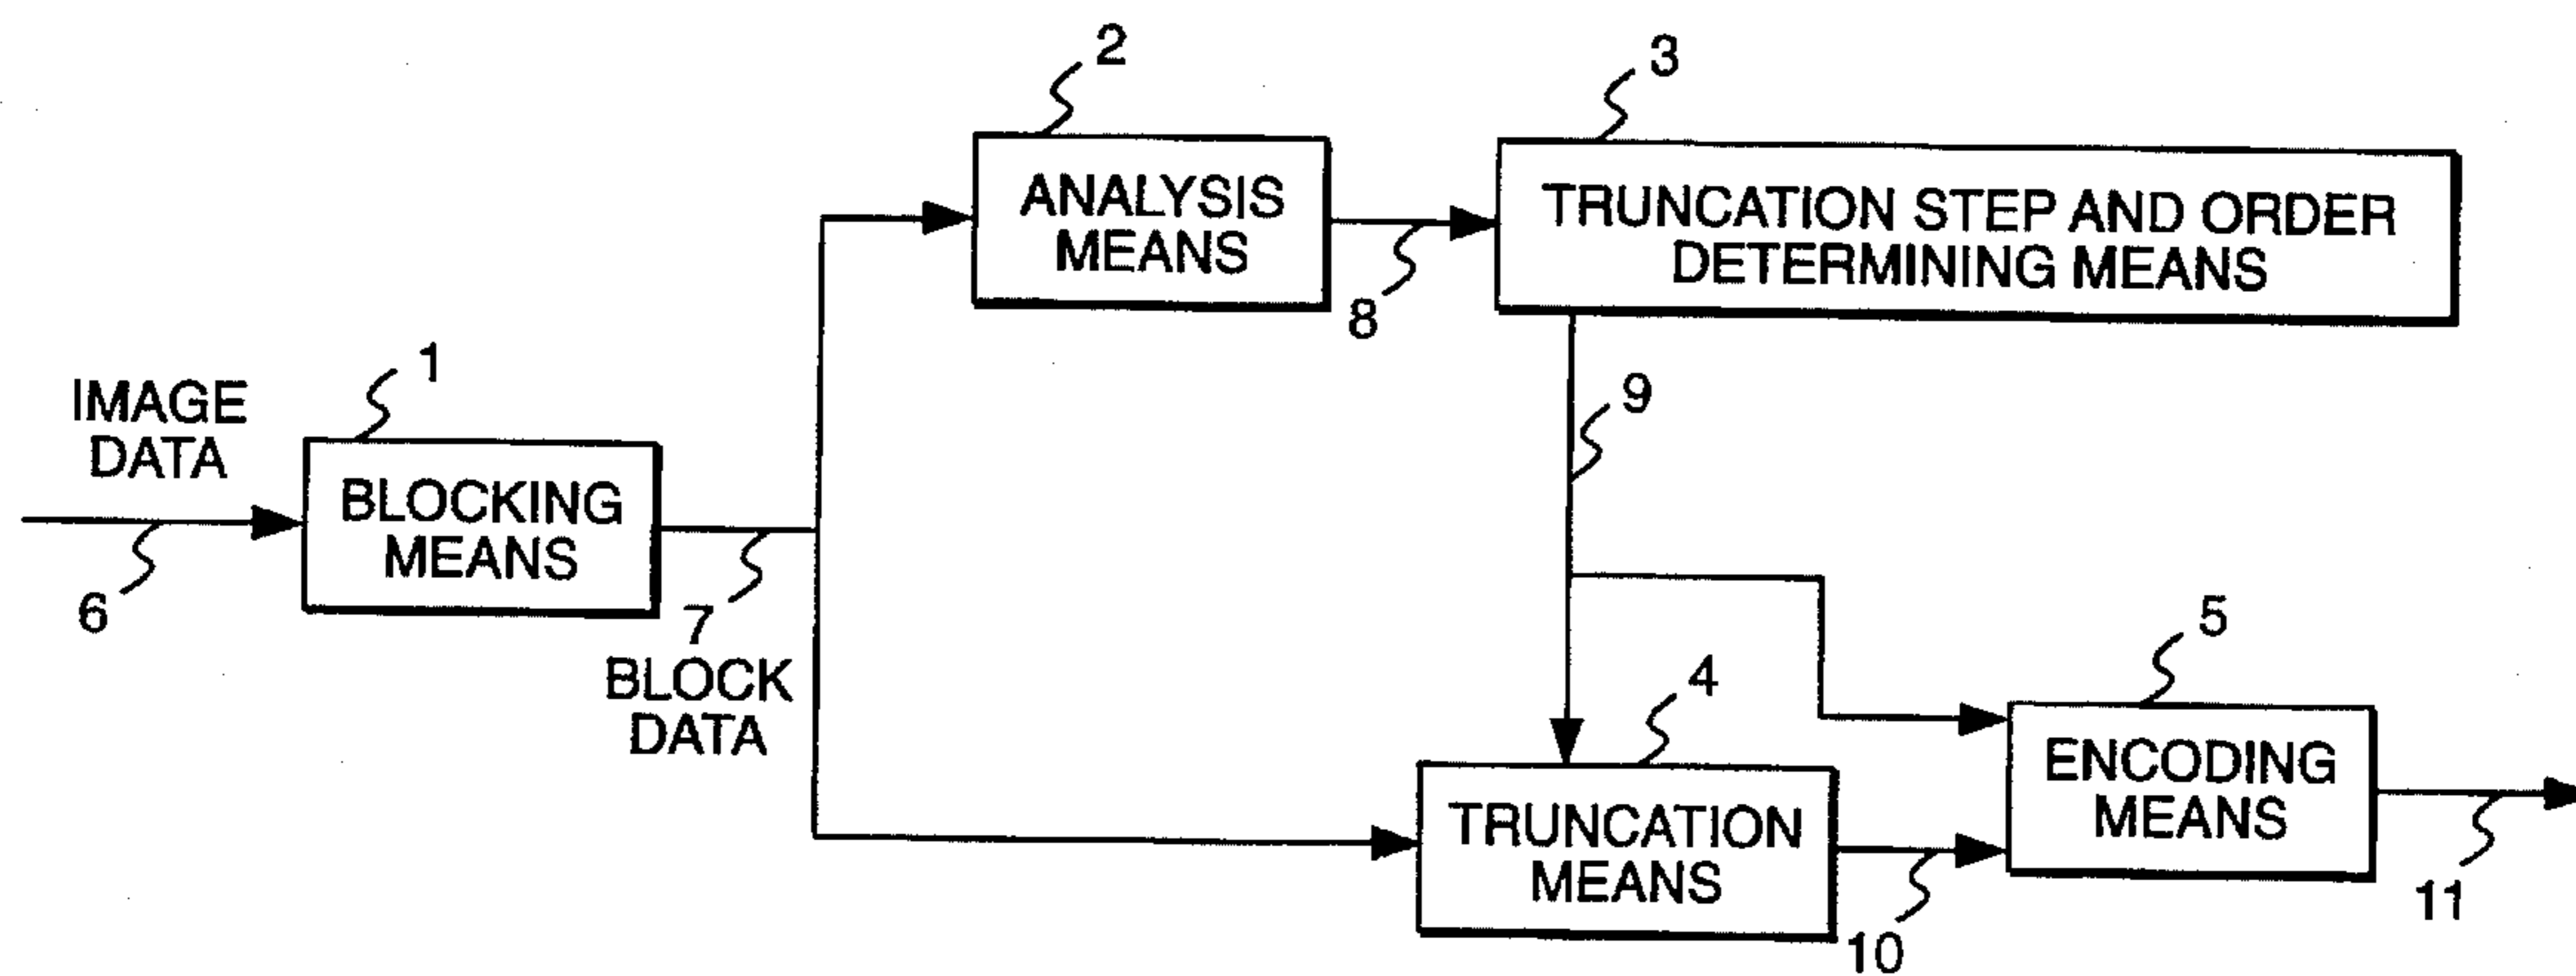 2
3
ANALYSIS
MEANS
TRUNCATION STEP AND ORDER
DETERMINING MEANS
8
1
IMAGE
DATA
9
BLOCKING
MEANS
6
7
BLOCK
DATA
5
4
ENCODING
MEANS
TRUNCATION
MEANS
10
11